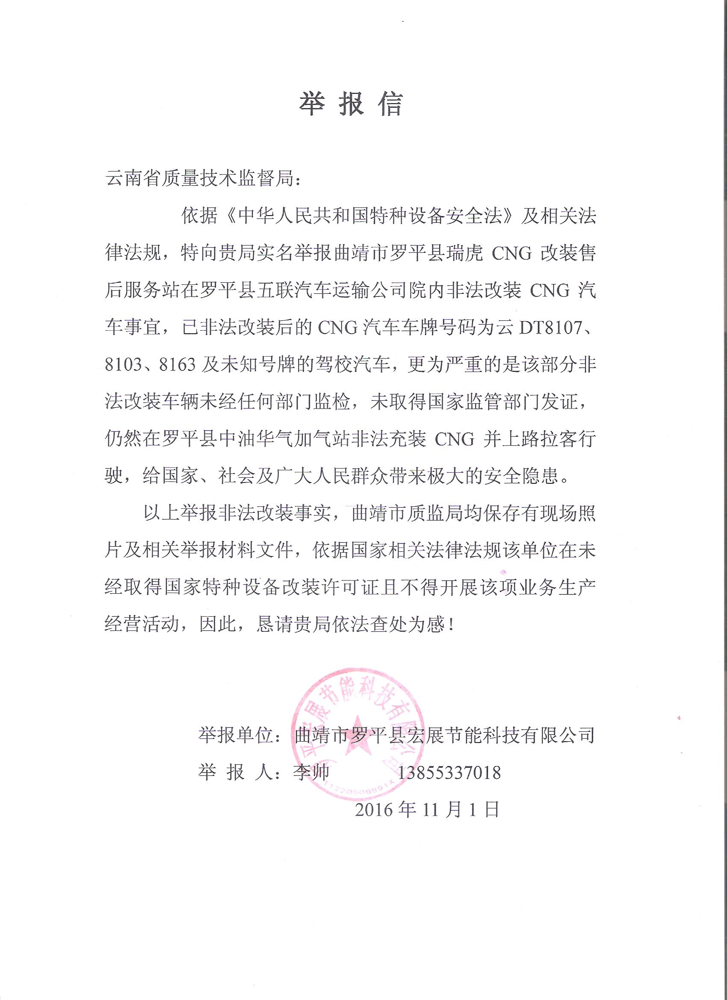 举报信
云南省质量技术监督局：
依据《中华人民共和国特种设备安全法》及相关法
律法规，特向贵局实名举报曲靖市罗平县瑞虎 CNG 改装售
后服务站在罗平县五联汽车运输公司院内非法改装 CNG 汽
车事宜，已非法改装后的 CNG 汽车车牌号码为云 DT8107、
8103、8163 及未知号牌的驾校汽车，更为严重的是该部分非
法改装车辆未经任何部门监检，未取得国家监管部门发证，
仍然在罗平县中油华气加气站非法充装 CNG 并上路拉客行
驶，给国家、社会及广大人民群众带来极大的安全隐患。
以上举报非法改装事实，曲靖市质监局均保存有现场照
片及相关举报材料文件，依据国家相关法律法规该单位在未
经取得国家特种设备改装许可证且不得开展该项业务生产
经营活动，因此，恳请贵局依法查处为感！
罗平宏展节能科技有限公司
举报单位：曲靖市罗平县宏展节能科技有限公司
举 报 人：李帅 13855337018
2016 年 11 月 1 日